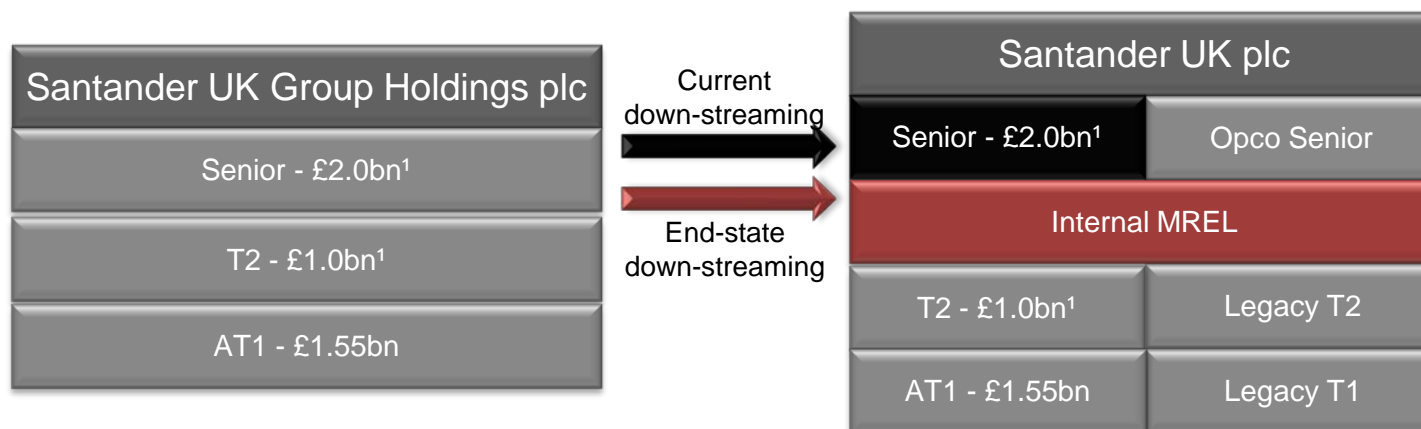 Santander UK Group Holdings plc
Senior - £2.0bn¹
T2 - £1.0bn¹
AT1 - £1.55bn
Current
down-streaming
End-state
down-streaming
Santander UK plc
Senior - £2.0bn¹
Opco Senior
Internal MREL
T2 - £1.0bn¹
Legacy T2
AT1 - £1.55bn
Legacy T1